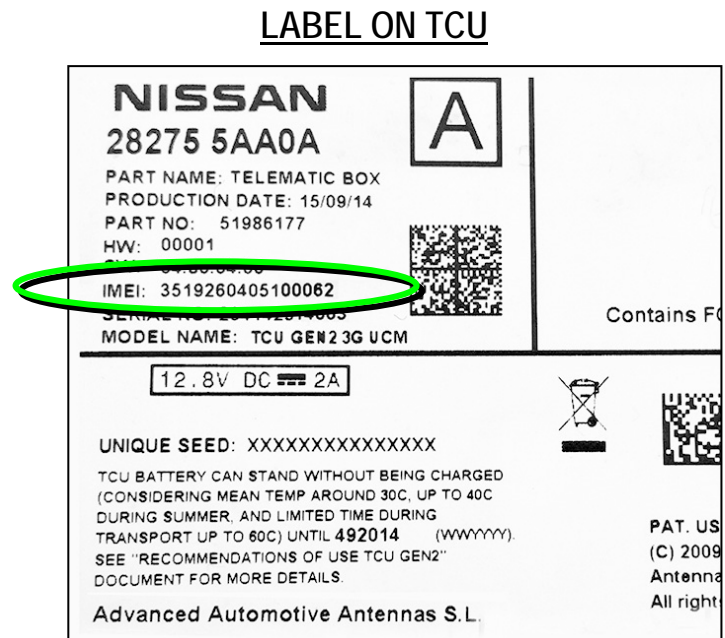 LABEL ON TCU
NISSAN
A
28275 5AA0A
PART NAME: TELEMATIC BOX
PRODUCTION DATE: 15/09/14
PART NO: 51986177
HW: 00001
IMEI: 351926040510062
MODEL NAME: TCU GEN2 3G UCM
Contains
12.8V DC 2A
UNIQUE SEED: XXXXXXXXXXXXXXX
TCU BATTERY CAN STAND WITHOUT BEING CHARGED
(CONSIDERING MEAN TEMP AROUND 30C, UP TO 40C
DURING SUMMER, AND LIMITED TIME DURING
TRANSPORT UP TO 60C) UNTIL 492014 (WWYYYY).
SEE "RECOMMENDATIONS OF USE TCU GEN2"
DOCUMENT FOR MORE DETAILS.
Advanced Automotive Antennas S.L.
PAT. US
(C) 2009
Antenna
All right